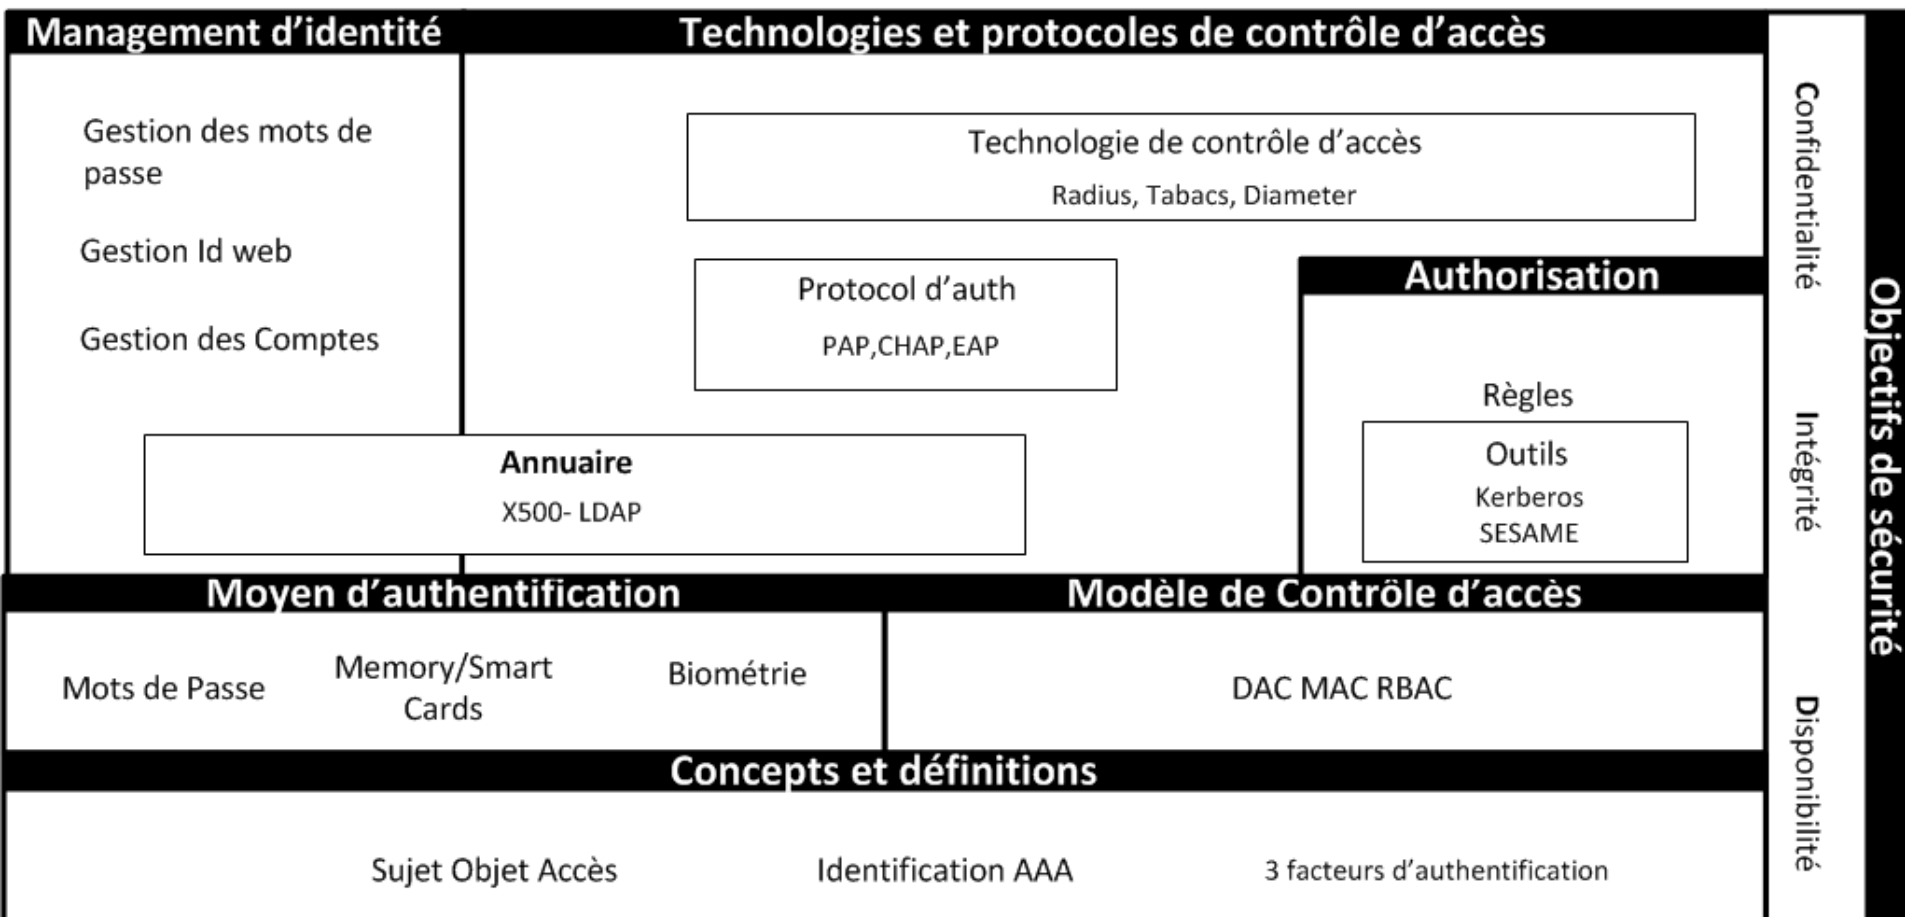 Management d'identité
Gestion des mots de
passe
Gestion Id web
Gestion des Comptes
Technologies et protocoles de contrôle d'accès
Technologie de contrôle d'accès
Radius, Tabacs, Diameter
Protocol d'auth
PAP,CHAP,EAP
Annuaire
X500- LDAP
Authorisation
Règles
Outils
Kerberos
SESAME
Moyen d'authentification
Mots de Passe
Memory/Smart
Cards
Biométrie
Modèle de Contrôle d'accès
DAC MAC RBAC
Concepts et définitions
Sujet Objet Accès
Identification AAA
3 facteurs d'authentification
Confidentialité
Intégrité
Disponibilité
Objectifs de sécurité